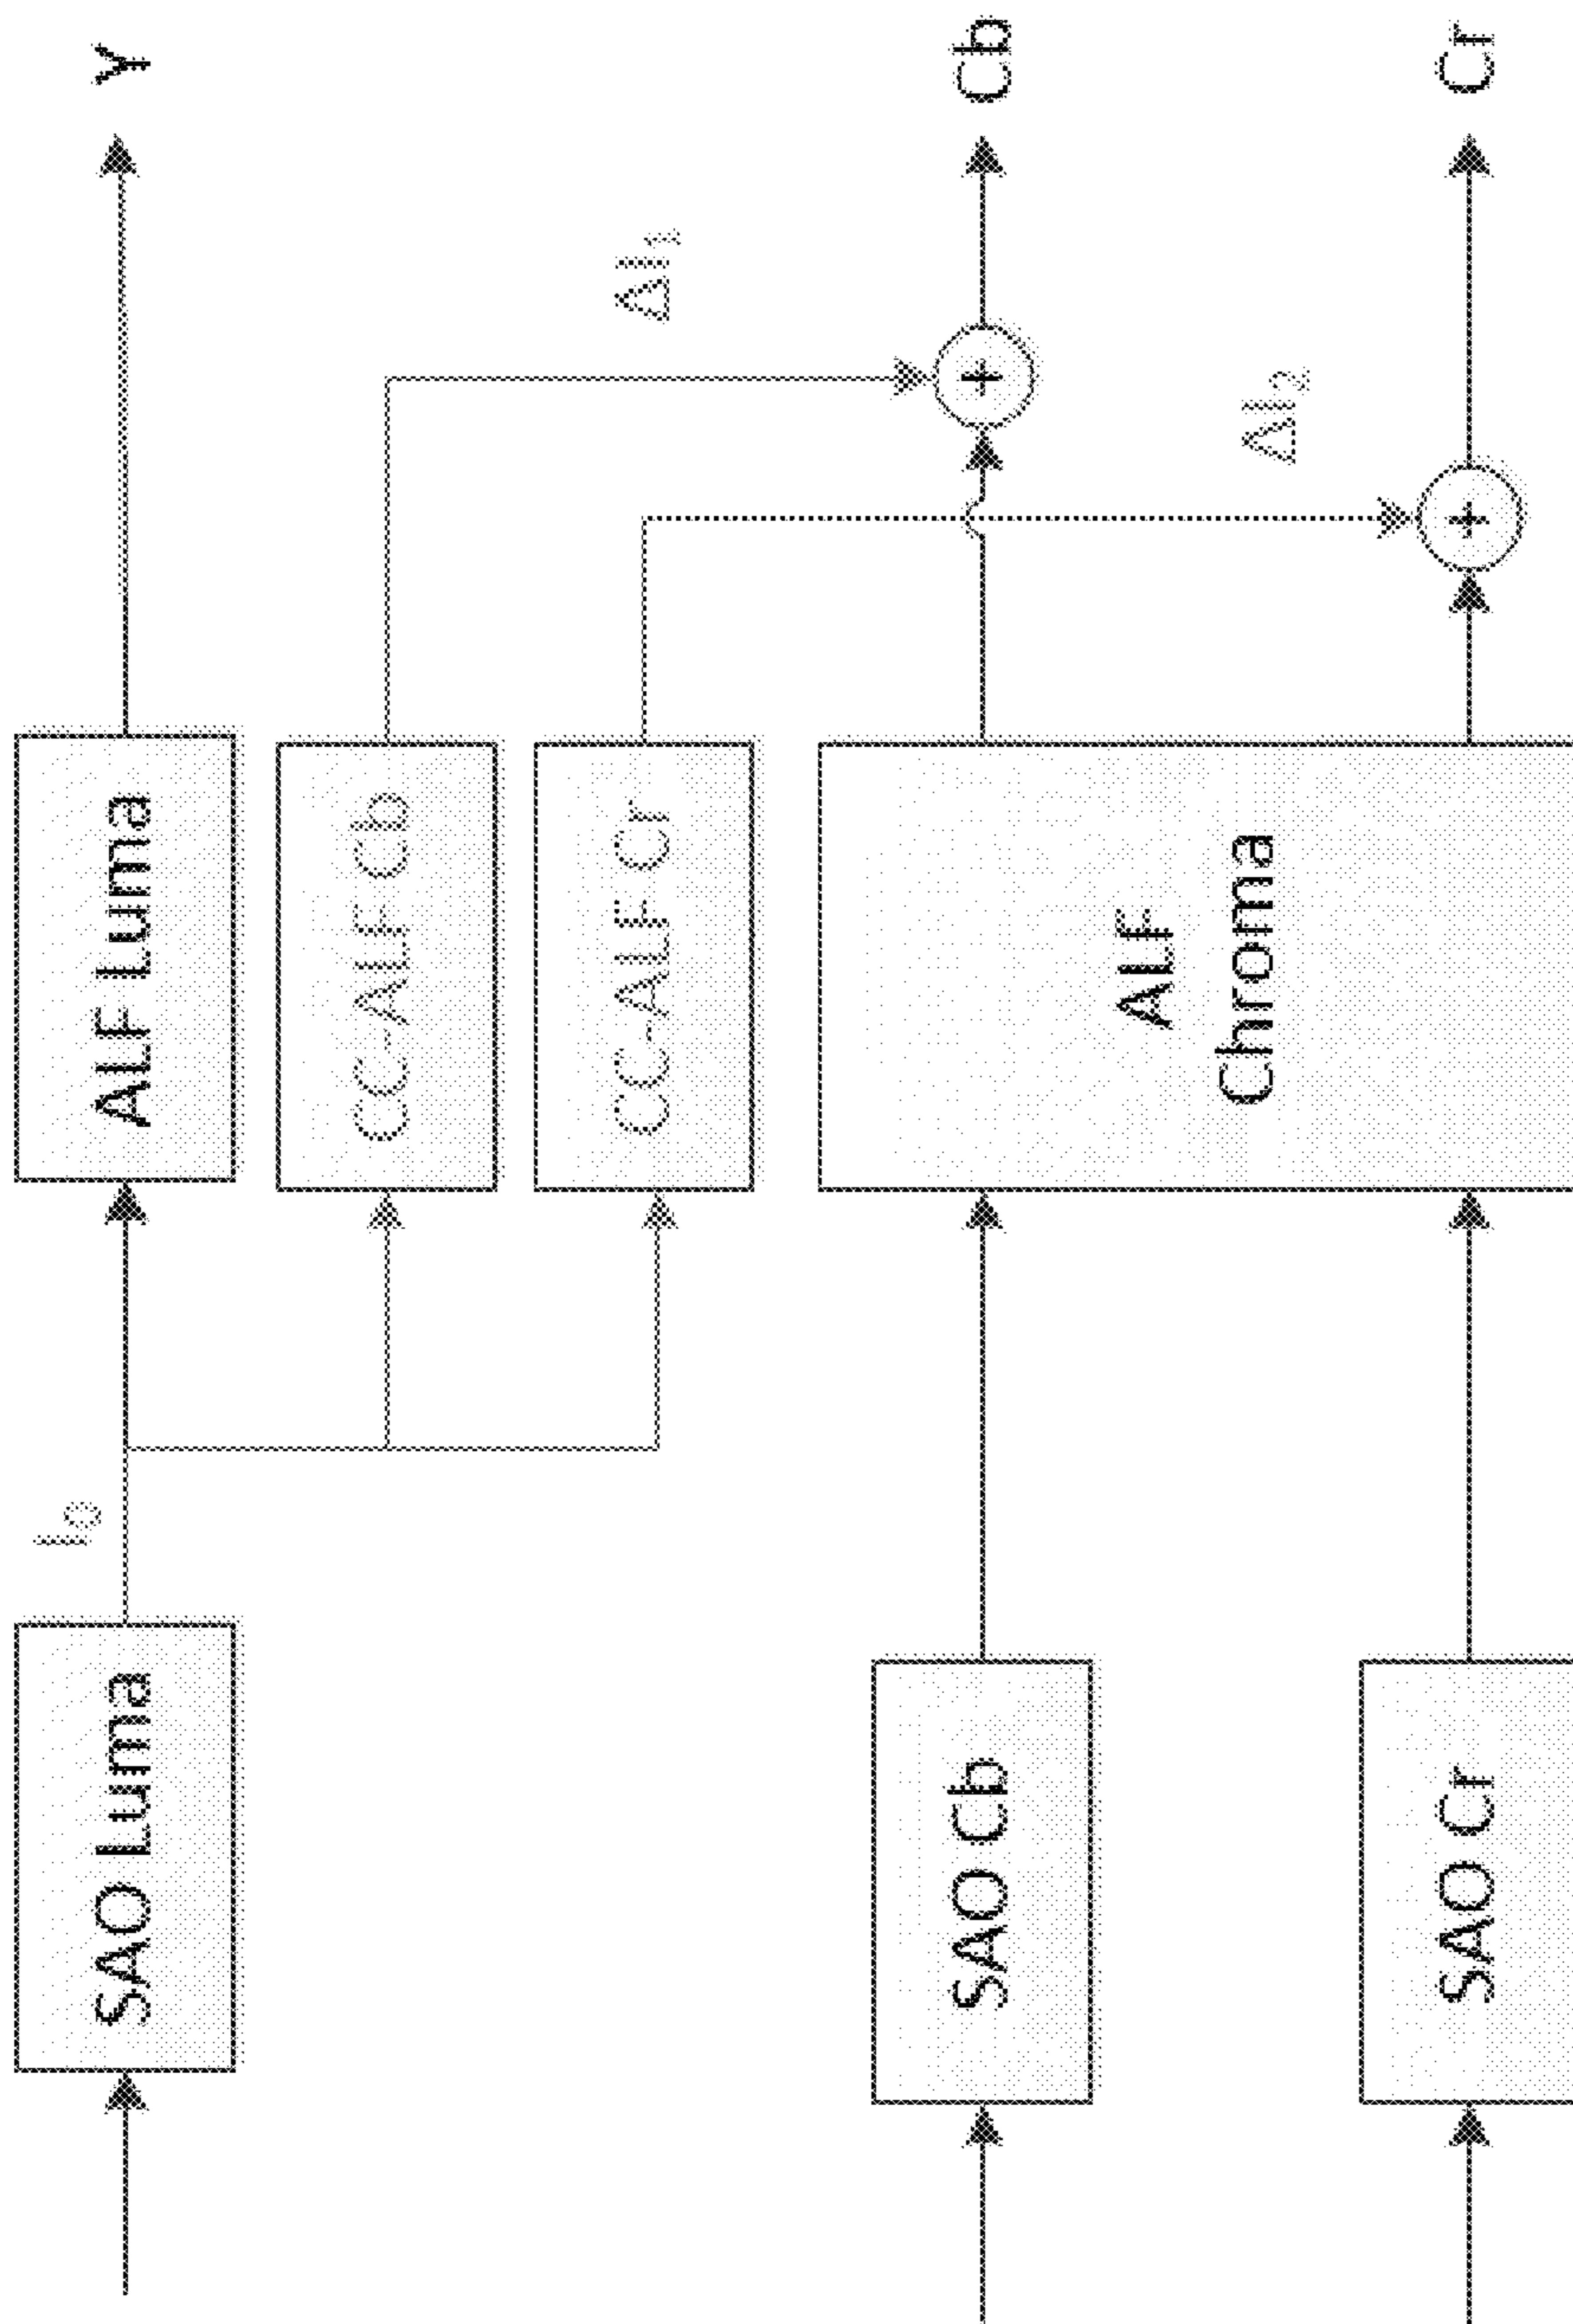 SAO Luma
I₀
ALF Luma
Y
CC-ALF Cb
ΔI₁
CC-ALF Cr
ΔI₂
SAO Cb
ALF
Chroma
Cb
SAO Cr
Cr